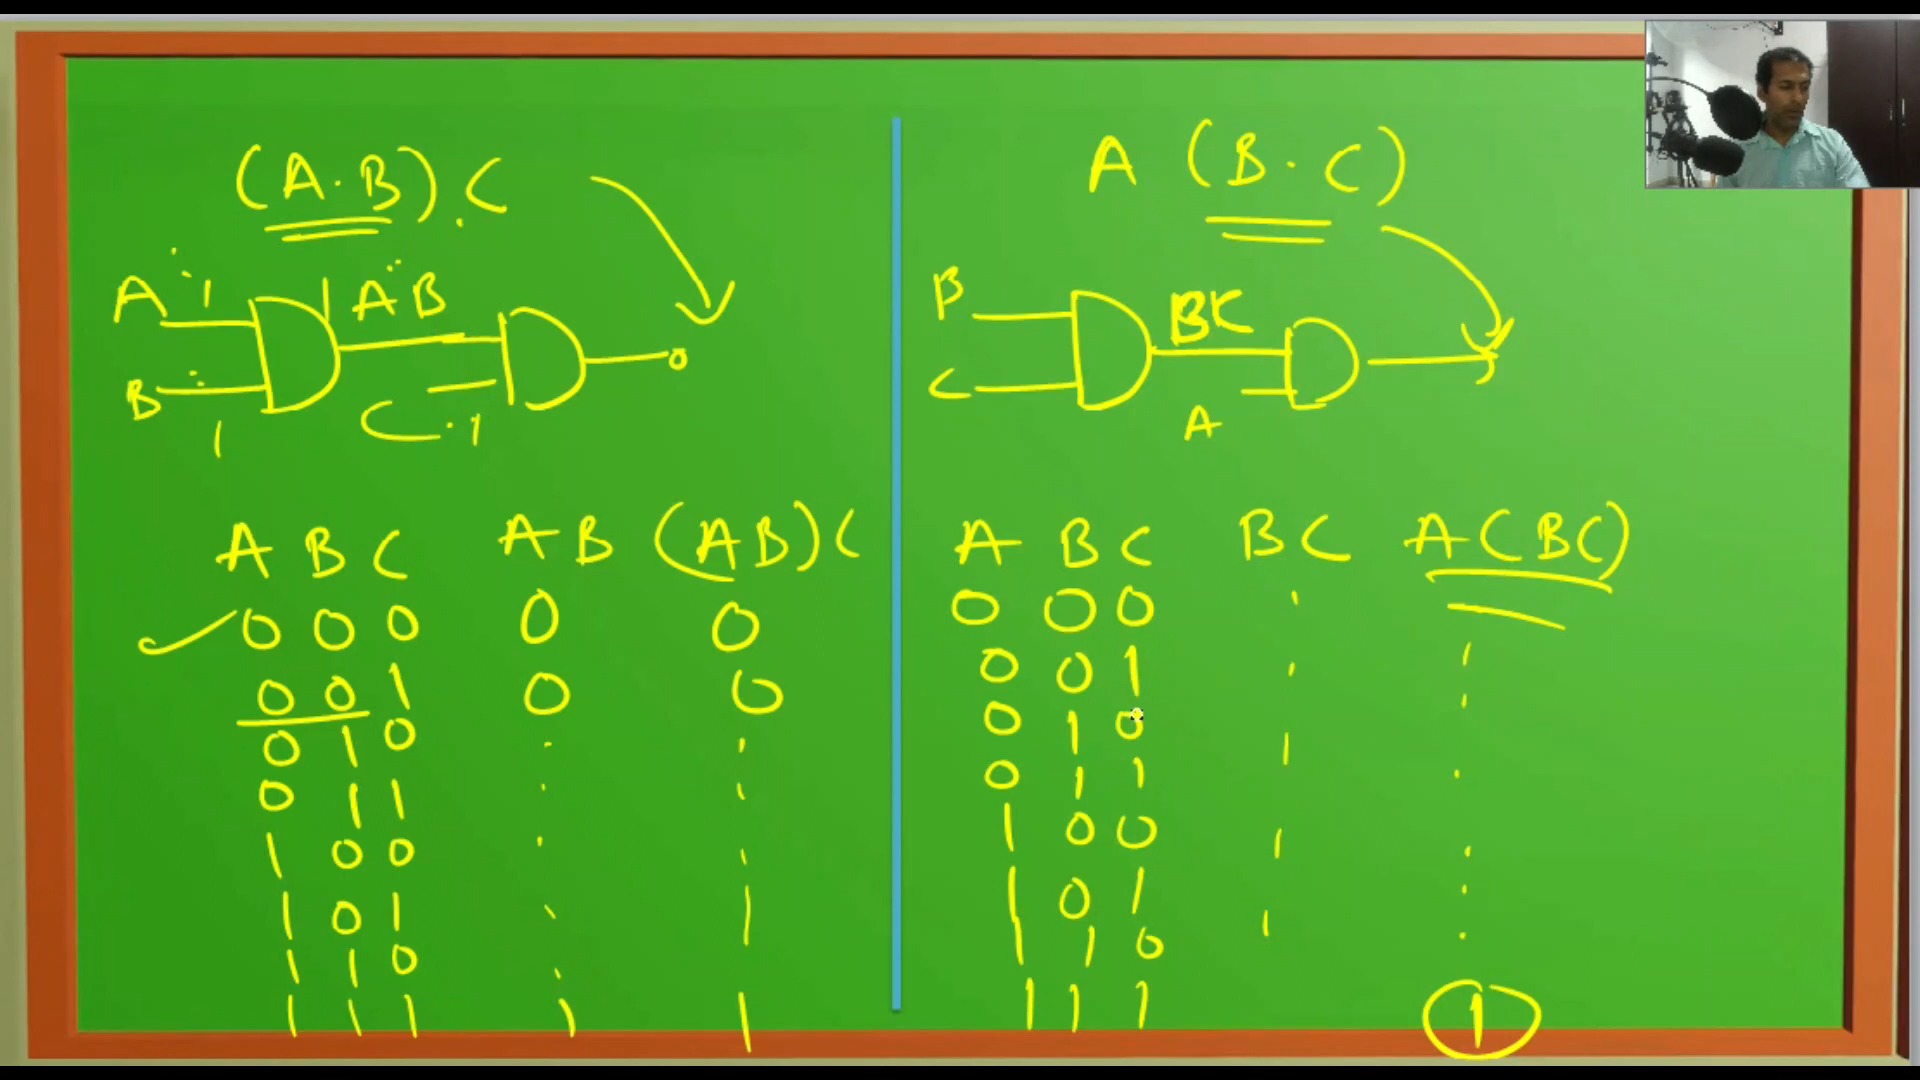 (A.B).C
A 1
AB
B
1
C.1
A B C AB (AB)C
0 0 0 0 0
0 0 1 0 0
0 1 0 . .
0 1 1 . .
1 0 0 . .
1 0 1 . 1
1 1 0 .
1 1 1 1 1
A (B.C)
B
BC
C
A
A B C BC A(BC)
0 0 0
0 0 1
0 1 0
0 1 1
1 0 0
1 0 1
1 1 0
1 1 1 1